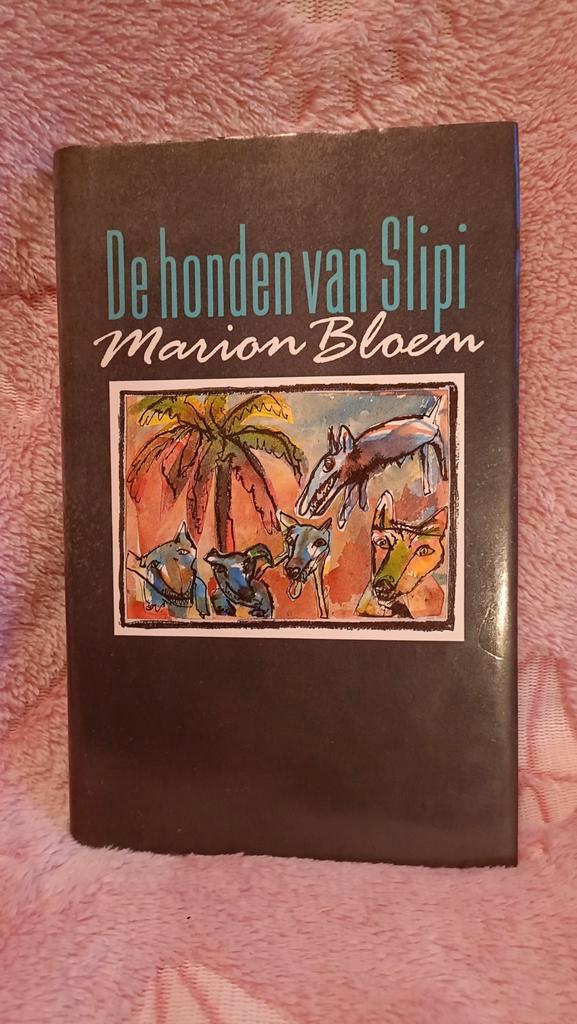 De honden van Slipi
Marion Bloem